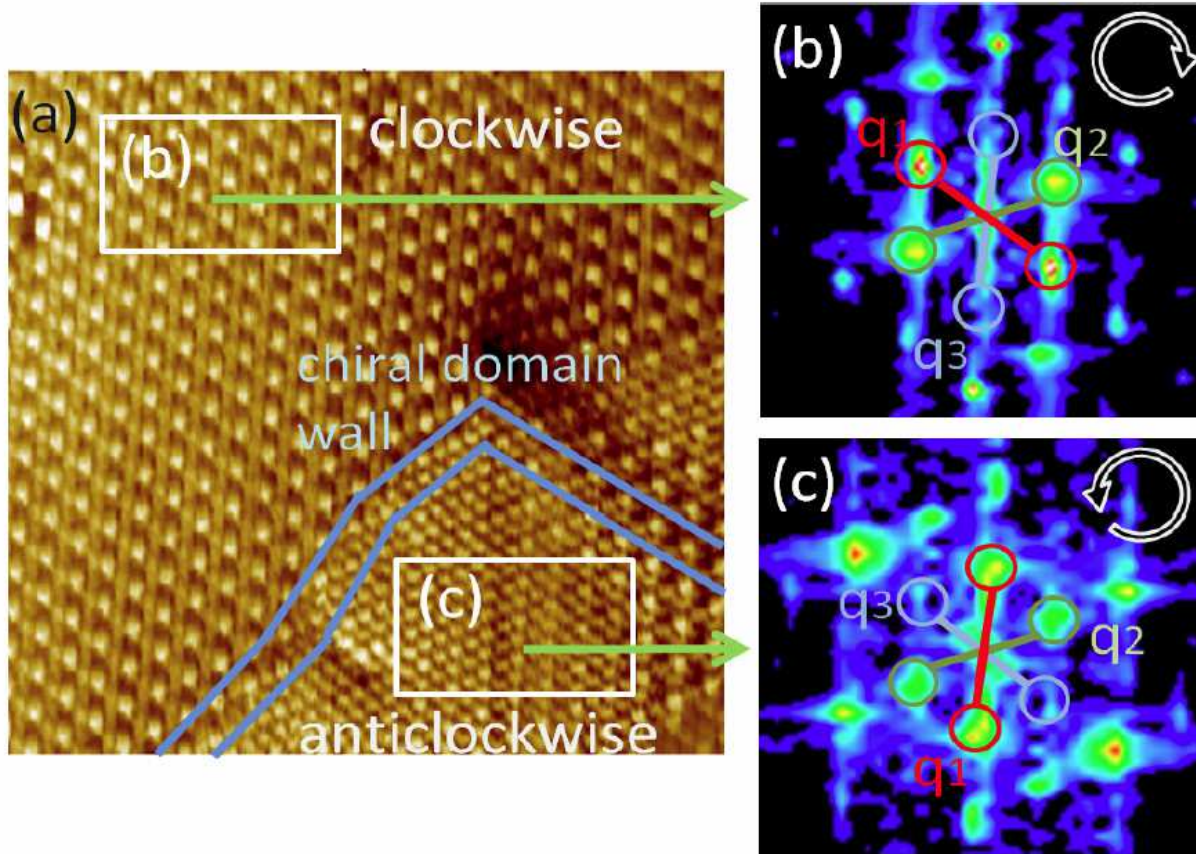 (a)
clockwise
(b)
chiral domain
wall
(c)
anticlockwise
(b)
q1
q2
q3
(c)
q3
q2
q1